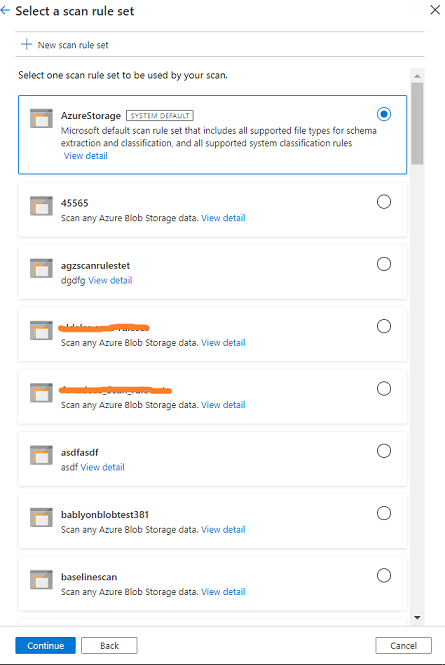 Select a scan rule set
New scan rule set
Select one scan rule set to be used by your scan.
AzureStorage SYSTEM DEFAULT
Microsoft default scan rule set that includes all supported file types for schema
extraction and classification, and all supported system classification rules
View detail
45565
Scan any Azure Blob Storage data. View detail
agzscanrulestet
dgdfg View detail
Scan any Azure Blob Storage data. View detail
Scan any Azure Blob Storage data. View detail
asdfasdf
asdf View detail
bablyonblobtest381
Scan any Azure Blob Storage data. View detail
baselinescan
Scan any Azure Blob Storage data. View detail
Continue Back Cancel